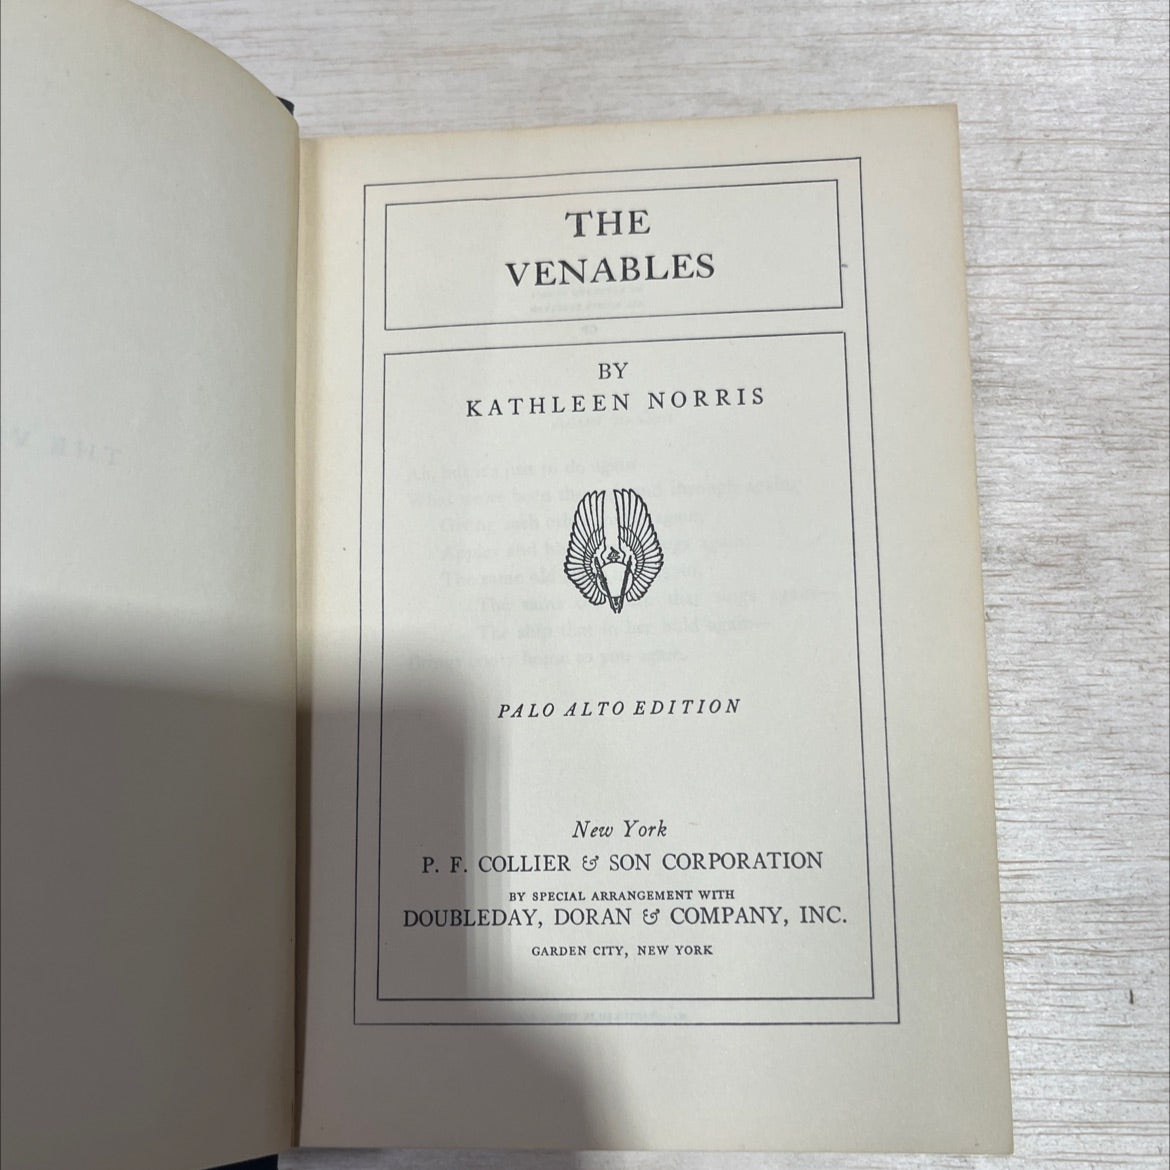 THE
VENABLES
BY
KATHLEEN NORRIS
PALO ALTO EDITION
New York
P. F. COLLIER & SON CORPORATION
BY SPECIAL ARRANGEMENT WITH
DOUBLEDAY, DORAN & COMPANY, INC.
GARDEN CITY, NEW YORK